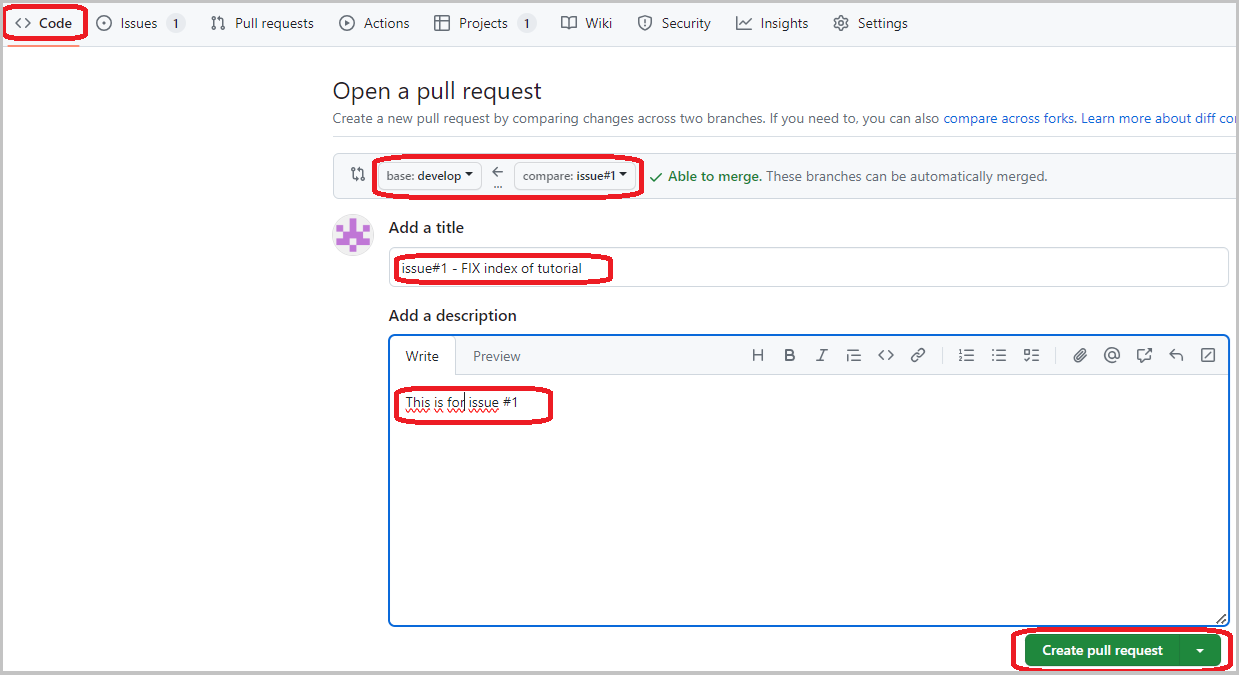 <> Code Issues 1 Pull requests Actions Projects 1 Wiki Security Insights Settings
Open a pull request
Create a new pull request by comparing changes across two branches. If you need to, you can also compare across forks. Learn more about diff
base: develop ← compare: issue#1 ✓ Able to merge. These branches can be automatically merged.
Add a title
issue#1 - FIX index of tutorial
Add a description
Write Preview
This is for issue #1
Create pull request